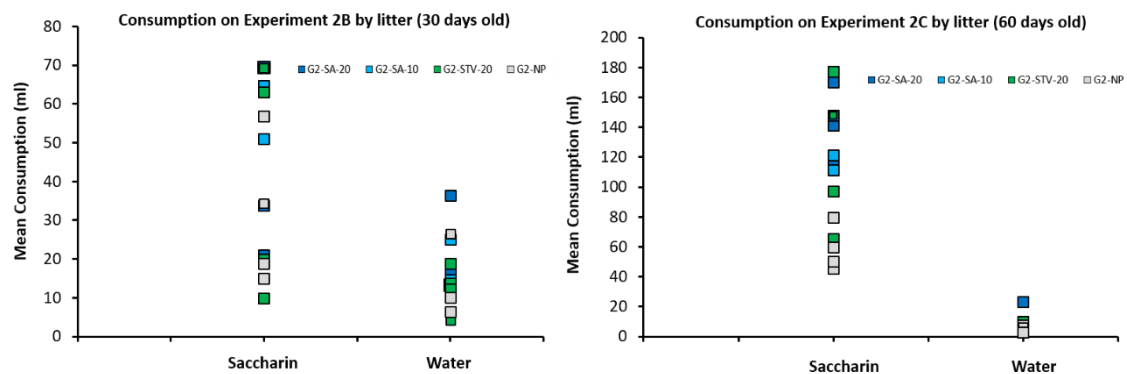 Consumption on Experiment 2B by litter (30 days old)
80
70
60
50
40
30
20
10
0
Mean Consumption (ml)
G2-SA-20 G2-SA-10 G2-STV-20 G2-NP
Saccharin Water
Consumption on Experiment 2C by litter (60 days old)
200
180
160
140
120
100
80
60
40
20
0
Mean Consumption (ml)
G2-SA-20 G2-SA-10 G2-STV-20 G2-NP
Saccharin Water